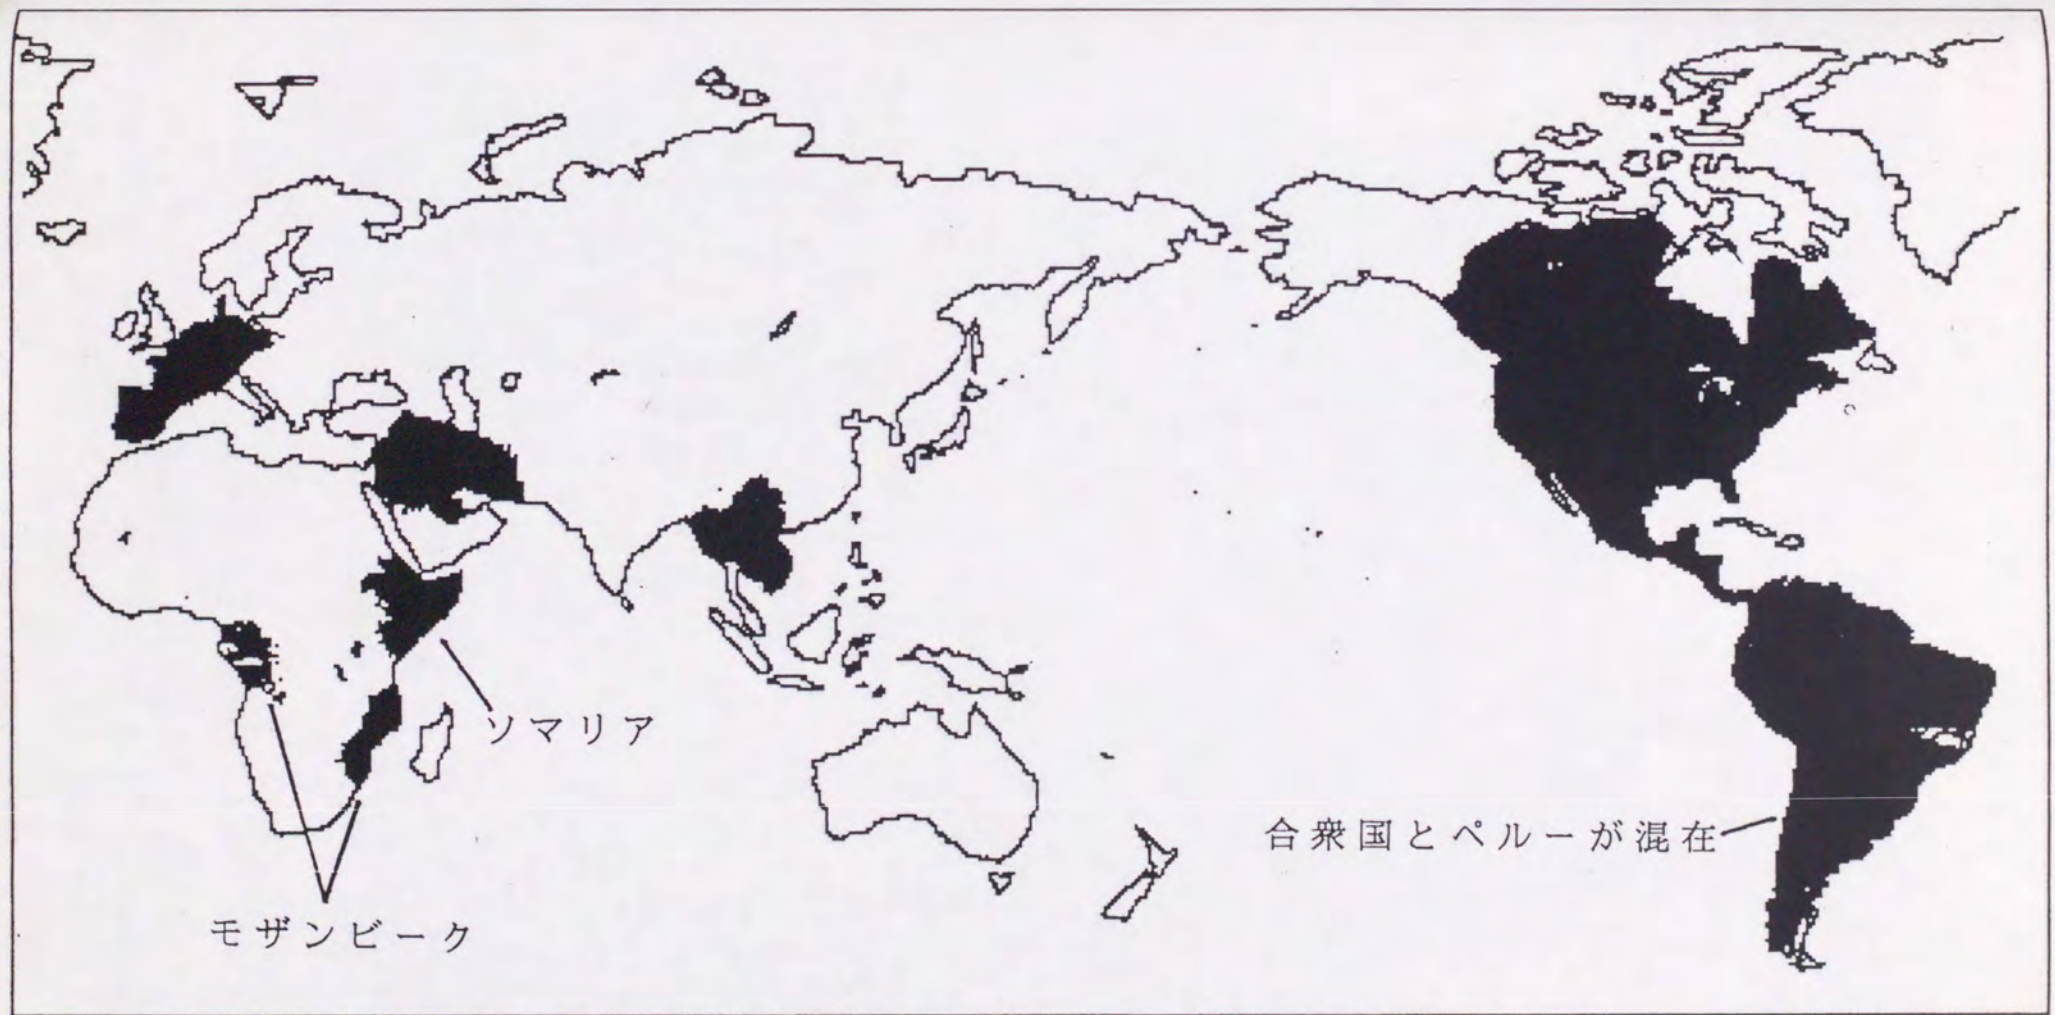 ソマリア
合衆国とペルーが混在
モザンビーク